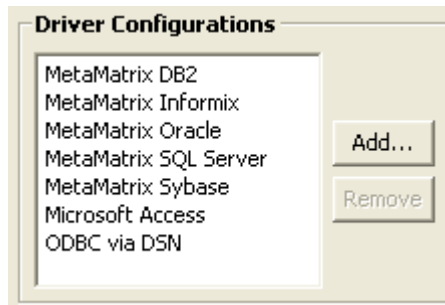 Driver Configurations
MetaMatrix DB2
MetaMatrix Informix
MetaMatrix Oracle
MetaMatrix SQL Server
MetaMatrix Sybase
Microsoft Access
ODBC via DSN
Add...
Remove